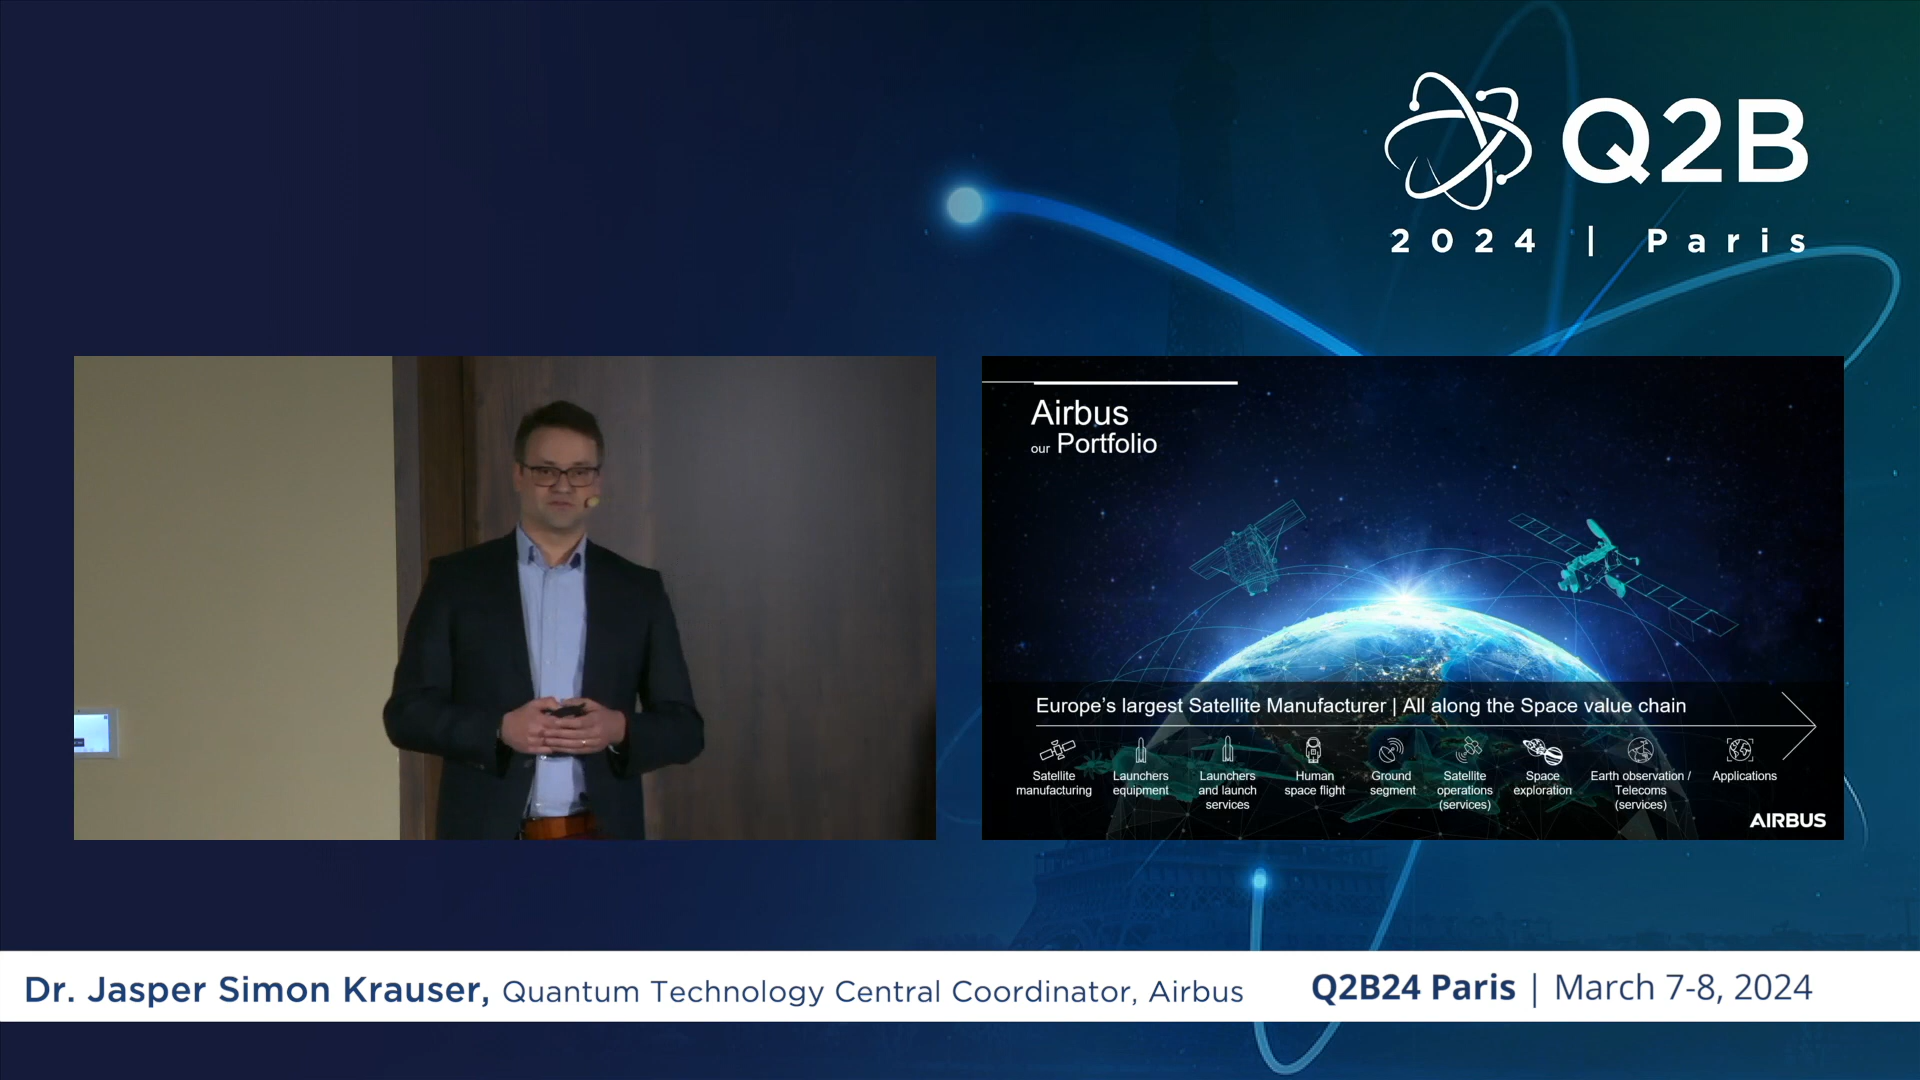 Q2B
2024 | Paris
Airbus
our Portfolio
Europe's largest Satellite Manufacturer | All along the Space value chain
Satellite
manufacturing
Launchers
equipment
Launchers
and launch
services
Human
space flight
Ground
segment
Satellite
operations
(services)
Space
exploration
Earth observation /
Telecoms
(services)
Applications
AIRBUS
Dr. Jasper Simon Krauser, Quantum Technology Central Coordinator, Airbus
Q2B24 Paris | March 7-8, 2024